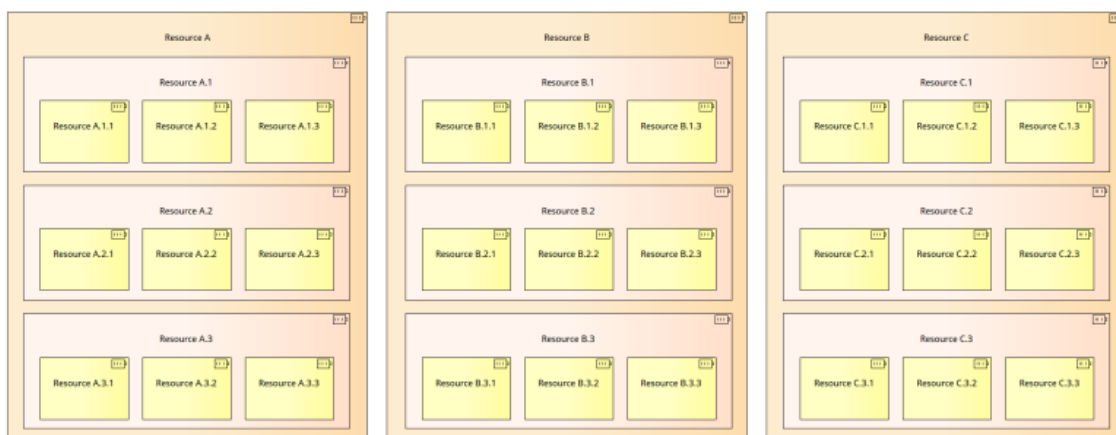 Resource A
Resource A.1
Resource A.1.1
Resource A.1.2
Resource A.1.3
Resource A.2
Resource A.2.1
Resource A.2.2
Resource A.2.3
Resource A.3
Resource A.3.1
Resource A.3.2
Resource A.3.3
Resource B
Resource B.1
Resource B.1.1
Resource B.1.2
Resource B.1.3
Resource B.2
Resource B.2.1
Resource B.2.2
Resource B.2.3
Resource B.3
Resource B.3.1
Resource B.3.2
Resource B.3.3
Resource C
Resource C.1
Resource C.1.1
Resource C.1.2
Resource C.1.3
Resource C.2
Resource C.2.1
Resource C.2.2
Resource C.2.3
Resource C.3
Resource C.3.1
Resource C.3.2
Resource C.3.3